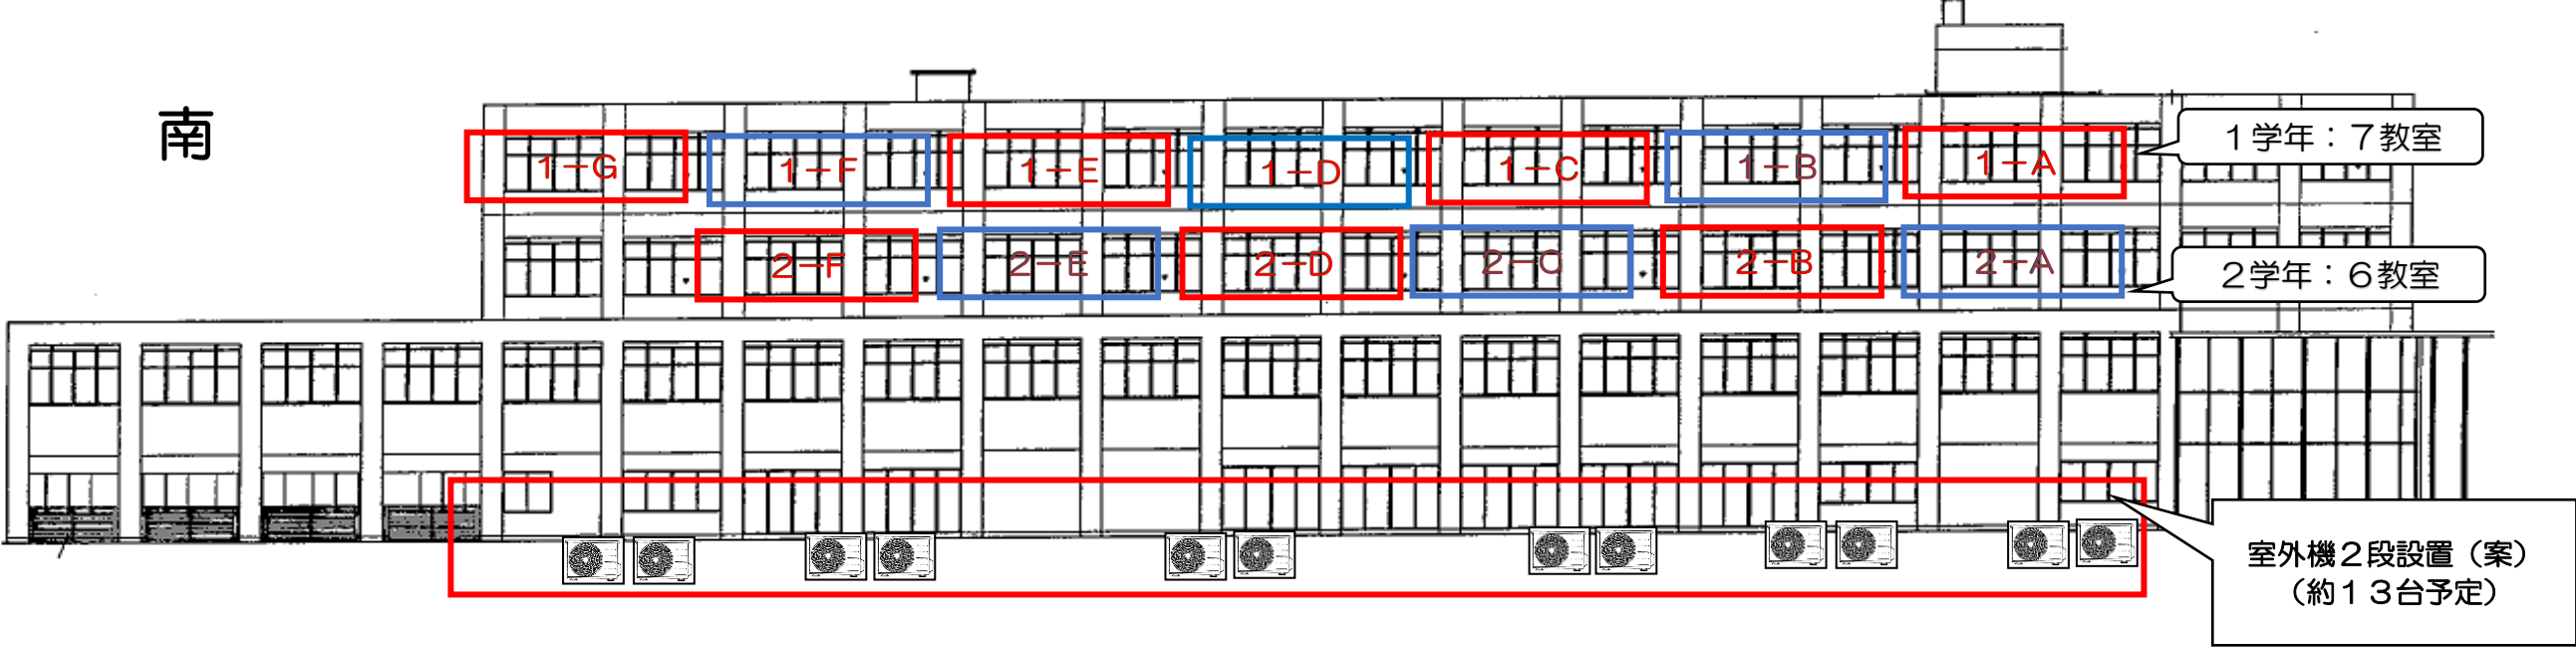 南
1-G 1-F 1-E 1-D 1-C 1-B 1-A
1学年：7教室
2-F 2-E 2-D 2-C 2-B 2-A
2学年：6教室
室外機2段設置（案）
（約13台予定）